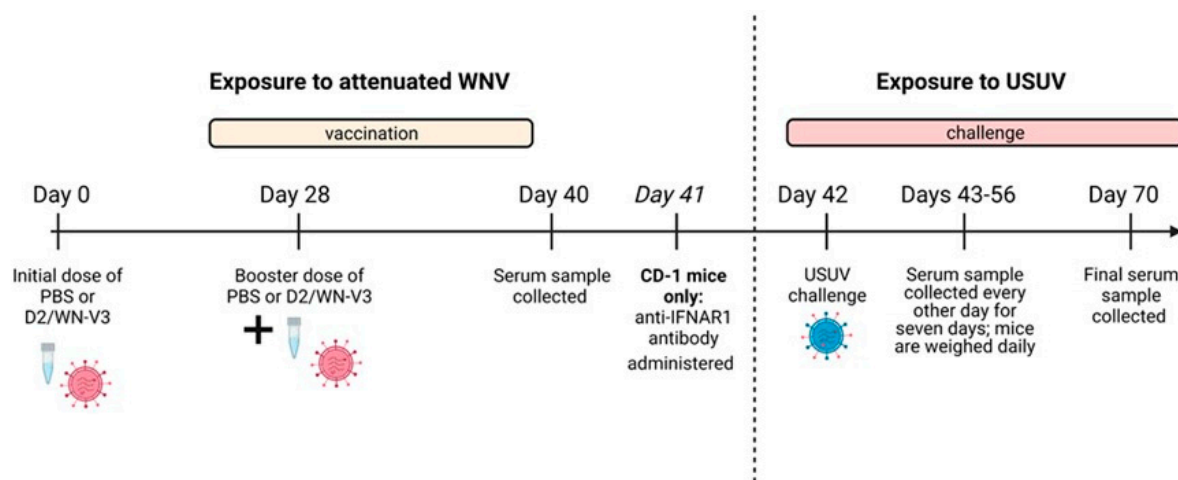 Exposure to attenuated WNV
Exposure to USUV
vaccination
challenge
Day 0
Day 28
Day 40
Day 41
Day 42
Days 43-56
Day 70
Initial dose of
PBS or
D2/WN-V3
Booster dose of
PBS or D2/WN-V3
Serum sample
collected
CD-1 mice
only:
anti-IFNAR1
antibody
administered
USUV
challenge
Serum sample
collected every
other day for
seven days; mice
are weighed daily
Final serum
sample
collected